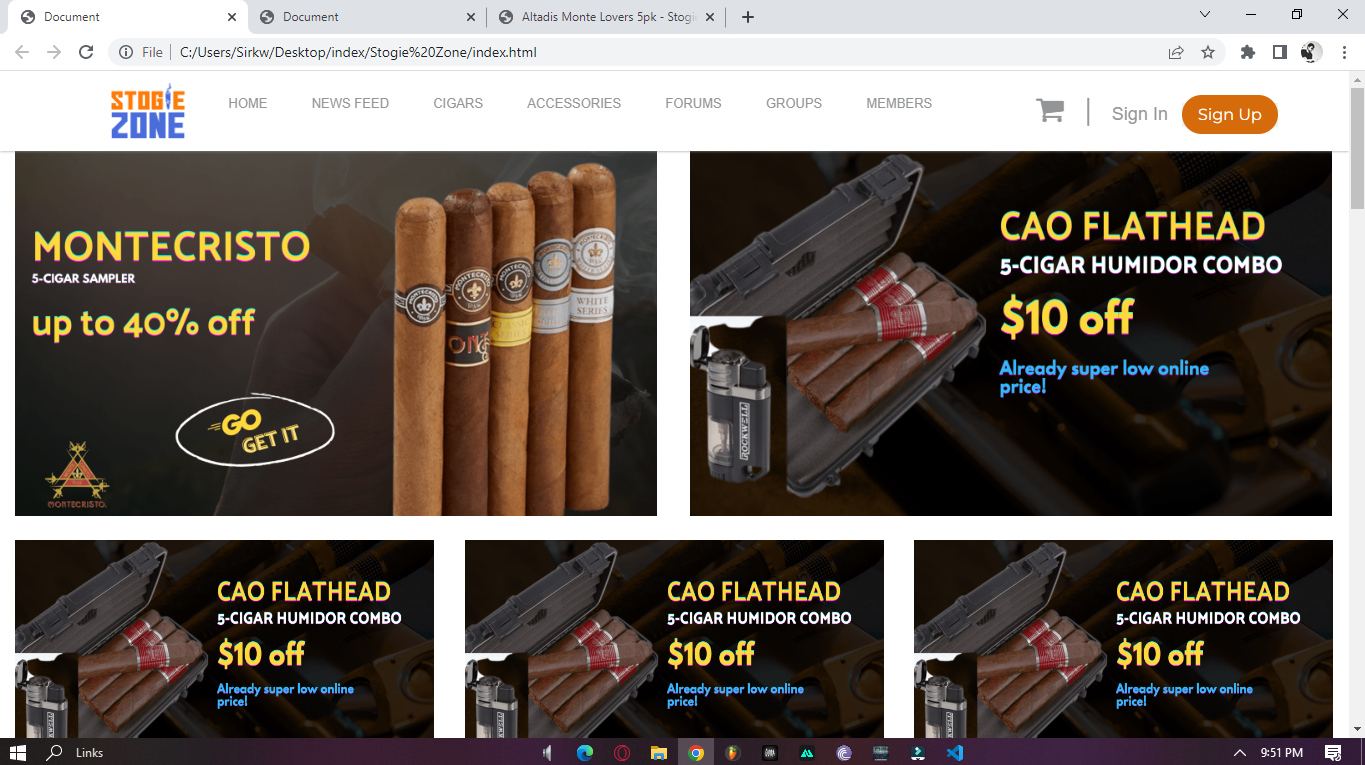 Document
Document
Altadis Monte Lovers 5pk - Stogie
File
C:/Users/Sirkw/Desktop/index/Stogie%20Zone/index.html
STOGIE
ZONE
HOME
NEWS FEED
CIGARS
ACCESSORIES
FORUMS
GROUPS
MEMBERS
Sign In
Sign Up
MONTECRISTO
5-CIGAR SAMPLER
up to 40% off
GO
GET IT
MONTECRISTO
WHITE
SERIES
CAO FLATHEAD
5-CIGAR HUMIDOR COMBO
$10 off
Already super low online
price!
ROCKWELL
CAO FLATHEAD
5-CIGAR HUMIDOR COMBO
$10 off
Already super low online
price!
CAO FLATHEAD
5-CIGAR HUMIDOR COMBO
$10 off
Already super low online
price!
CAO FLATHEAD
5-CIGAR HUMIDOR COMBO
$10 off
Already super low online
price!
Links
9:51 PM